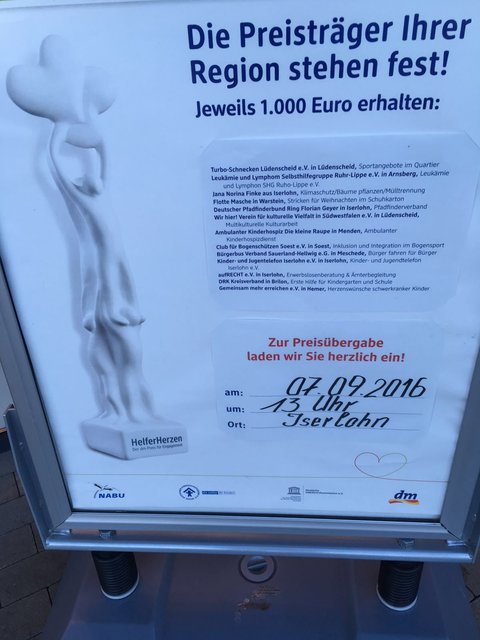 Die Preisträger Ihrer
Region stehen fest!
Jeweils 1.000 Euro erhalten:
Turbo-Schnecken Lüdenscheid e.V. in Lüdenscheid, Sportangebote im Quartier
Leukämie und Lymphom Selbsthilfegruppe Ruhr-Lippe e.V. in Arnsberg, Leukämie
und Lymphom SHG Ruho-Lippe e.V.
Jana Norina Finke aus Iserlohn, Klimaschutz/Bäume pflanzen/Mülltrennung
Flotte Masche in Warstein, Stricken für Weihnachten im Schuhkarton
Deutscher Pfadfinderbund Ring Florian Geyer in Iserlohn, Pfadfinderverband
Wir hier! Verein für kulturelle Vielfalt in Südwestfalen e.V. in Lüdenscheid,
Multikulturelle Kulturarbeit
Ambulanter Kinderhospiz Die kleine Raupe in Menden, Ambulanter
Kinderhospizdienst
Club für Bogenschützen Soest e.V. in Soest, Inklusion und Integration im Bogensport
Bürgerbus Verband Sauerland-Hellwig e.G. in Meschede, Bürger fahren für Bürger
Kinder- und Jugendtelefon Iserlohn e.V. in Iserlohn, Kinder- und Jugendtelefon
Iserlohn e.V.
aufRECHT e.V. in Iserlohn, Erwerbslosenberatung & Ämterbegleitung
DRK Kreisverband in Brilon, Erste Hilfe für Kindergarten und Schule
Gemeinsam mehr erreichen e.V. in Hemer, Herzenswünsche schwerkranker Kinder
Zur Preisübergabe
laden wir Sie herzlich ein!
am: 07.09.2016
um: 13 Uhr
Ort: Iserlohn
HelferHerzen
Der dm-Preis für Engagement
NABU
dm